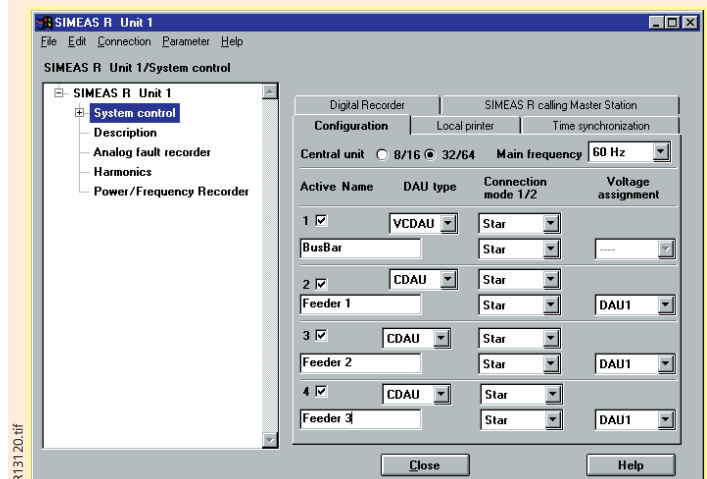 SIMEAS R Unit 1
File Edit Connection Parameter Help
SIMEAS R Unit 1/System control
SIMEAS R Unit 1
System control
Description
Analog fault recorder
Harmonics
Power/Frequency Recorder
Digital Recorder SIMEAS R calling Master Station
Configuration Local printer Time synchronization
Central unit 8/16 32/64 Main frequency 60 Hz
Active Name DAU type Connection mode 1/2 Voltage assignment
1 VCDAU Star
BusBar Star ----
2 CDAU Star
Feeder 1 Star DAU1
3 CDAU Star
Feeder 2 Star DAU1
4 CDAU Star
Feeder 3 Star DAU1
Close Help
R13120.tif